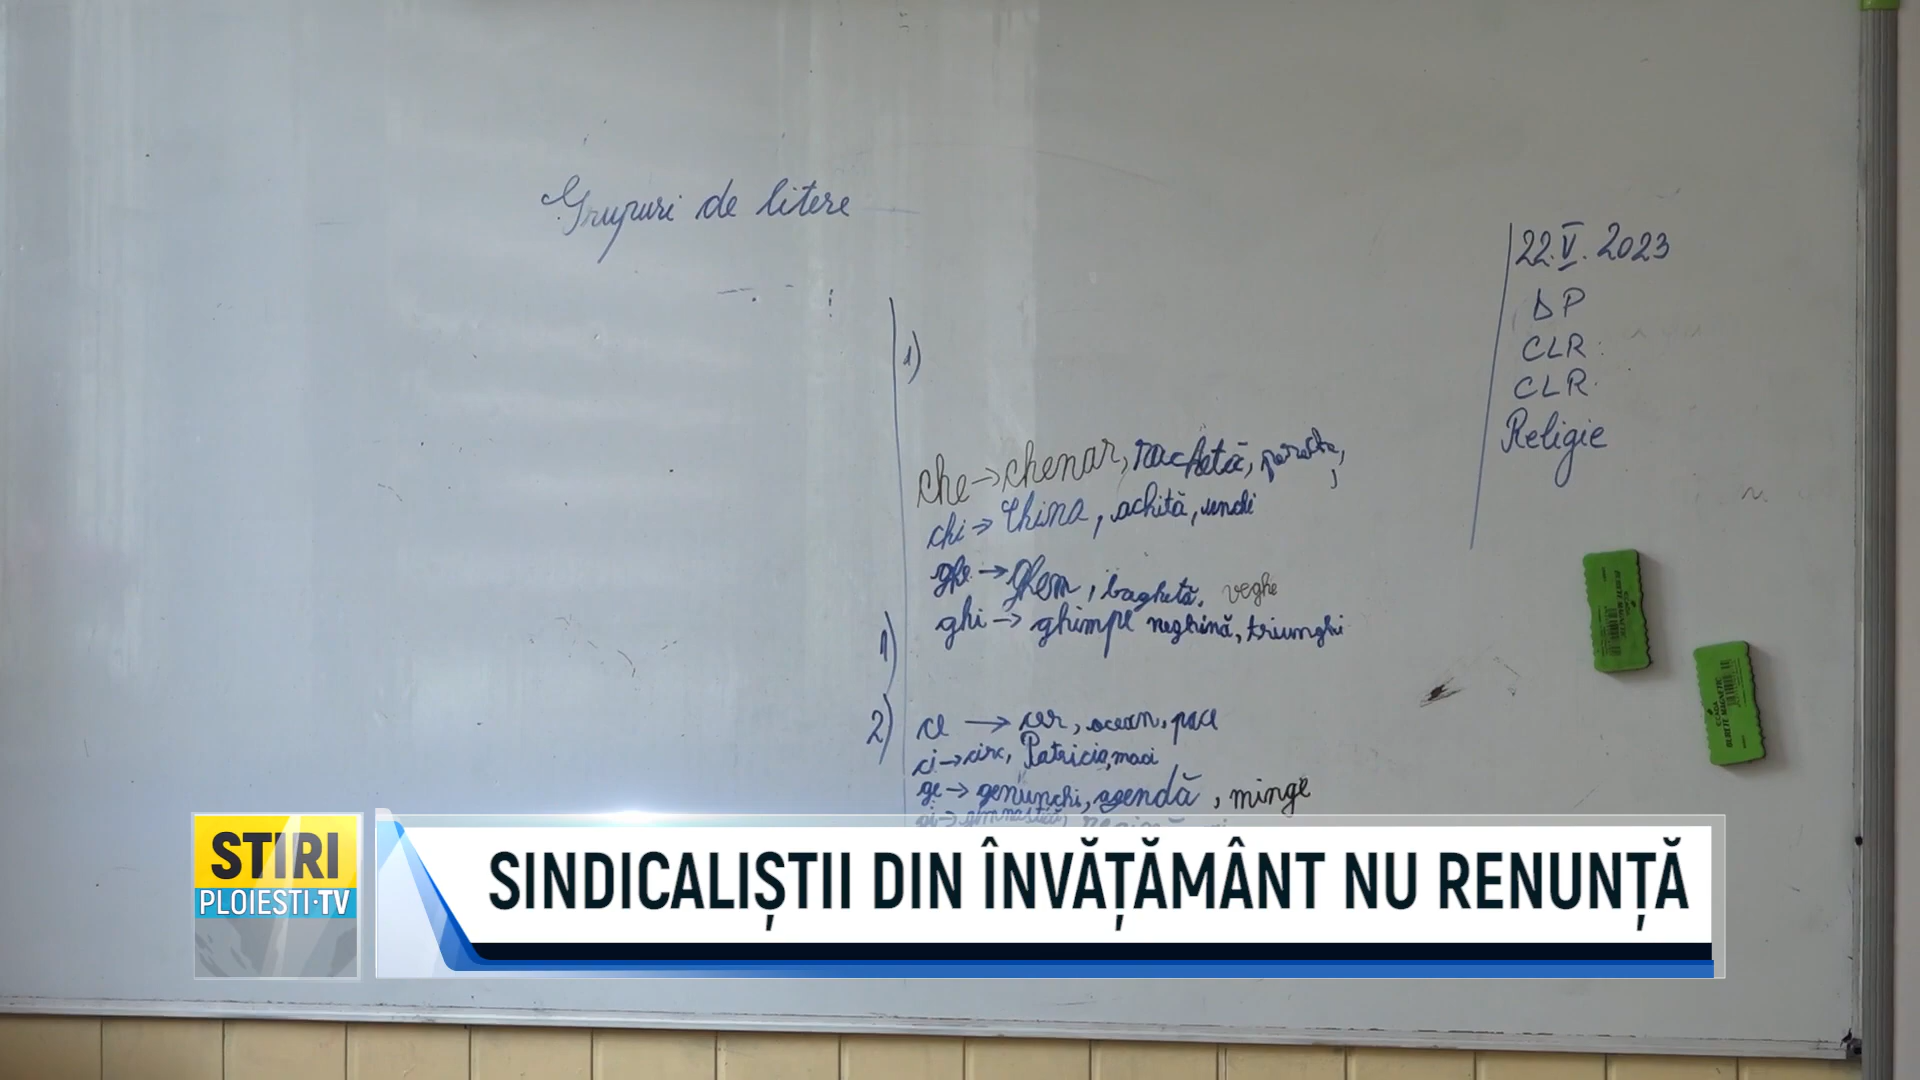 Grupuri de litere
22.V.2023
DP
CLR
CLR
Religie
1)
che → chenar, rachetă,
chi → China, achită, unchi
ghe → ghem, baghetă, veghe
ghi → ghimpe neghină, triunghi
1)
2) ce → cer, ocean, pace
ci → circ, Patricia, maci
ge → genunchi, agendă, minge
gi → gimnastică,
STIRI
PLOIESTI·TV
SINDICALIȘTII DIN ÎNVĂȚĂMÂNT NU RENUNȚĂ